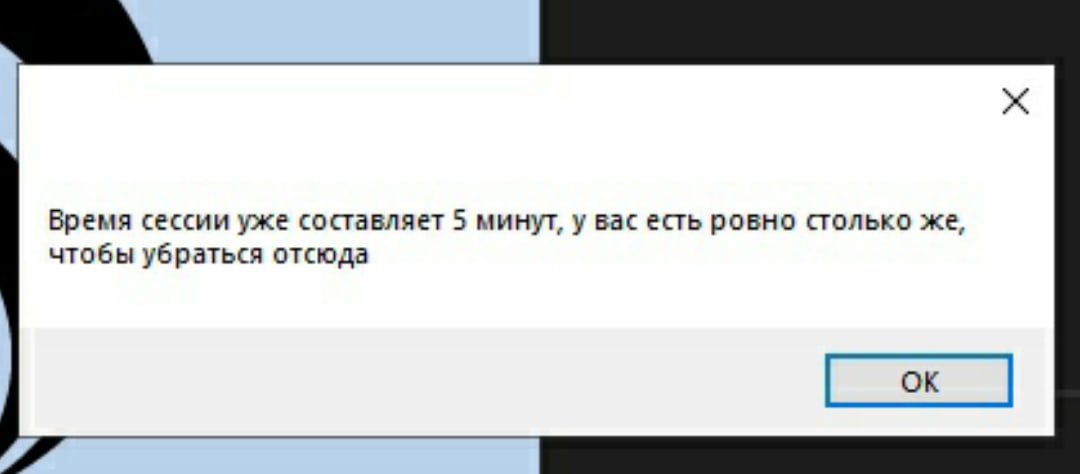 Время сессии уже составляет 5 минут, у вас есть ровно столько же,
чтобы убраться отсюда
OK